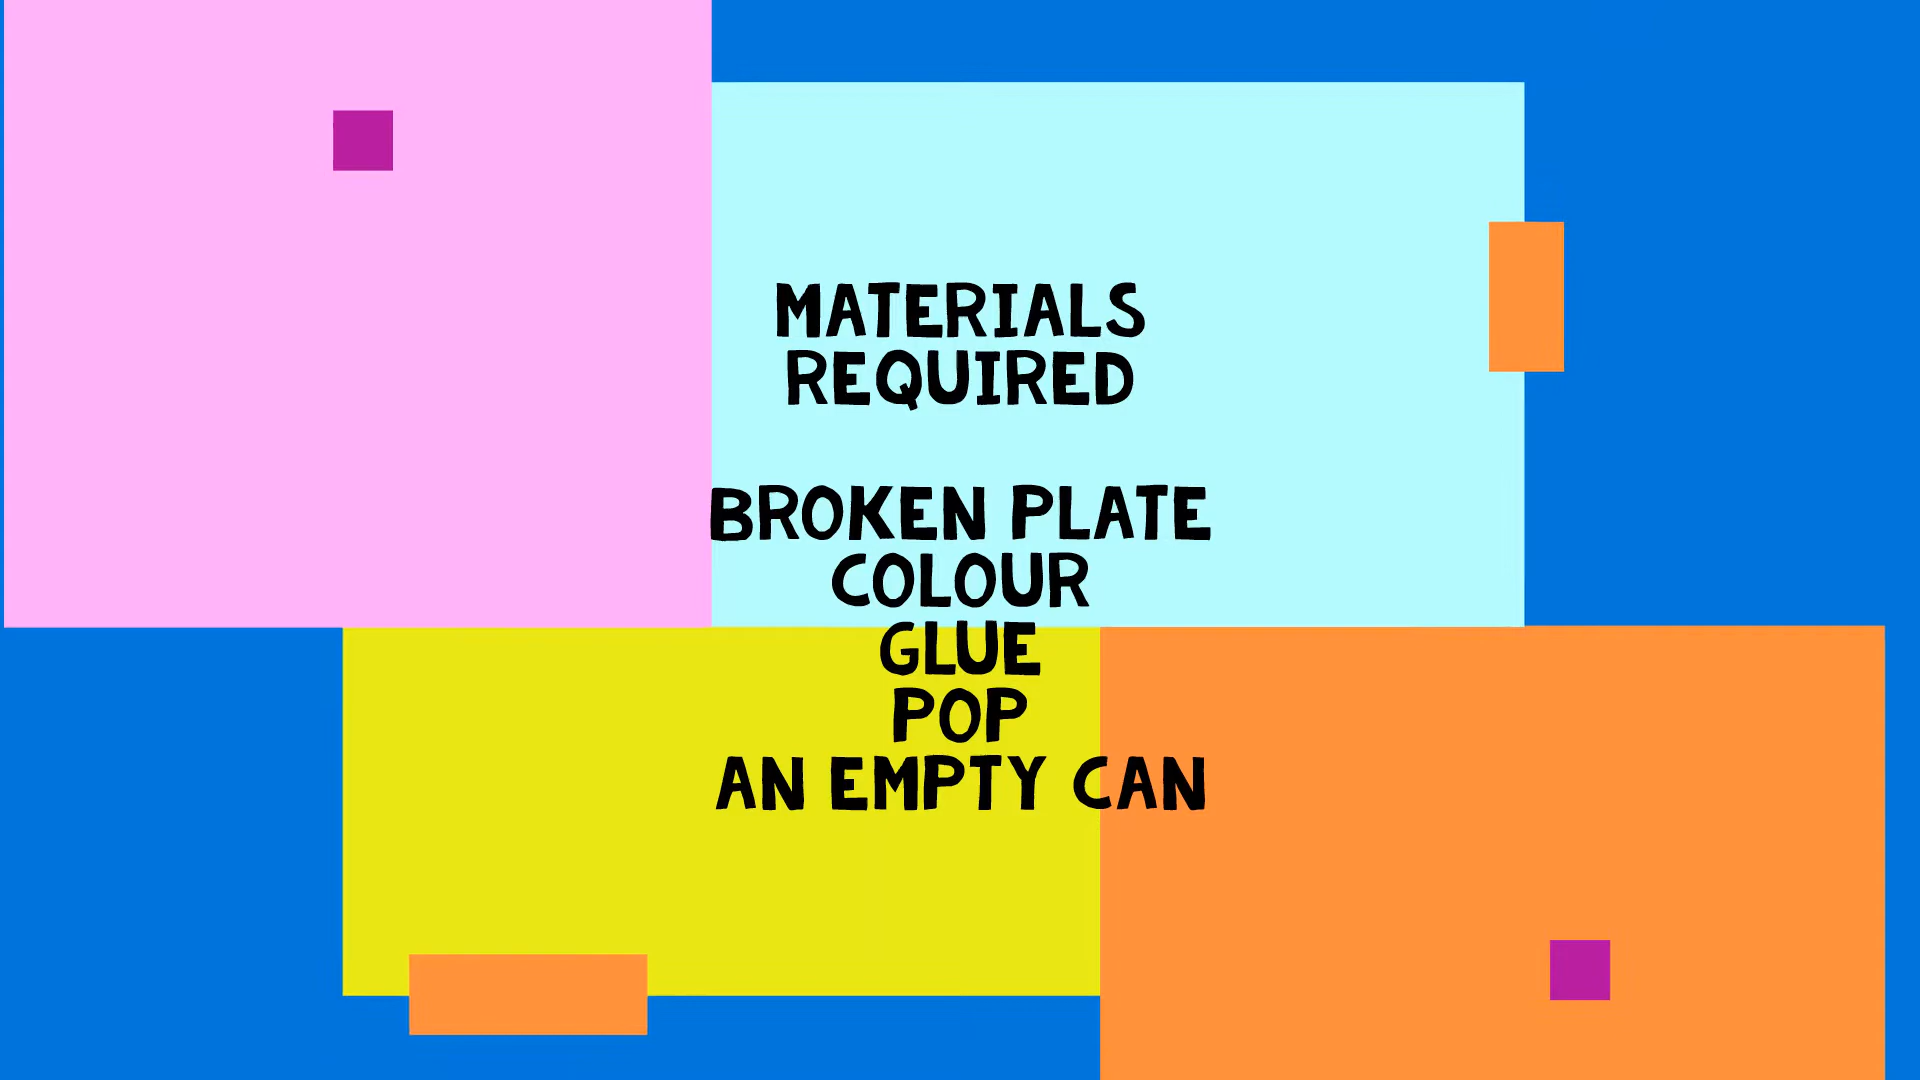 MATERIALS
REQUIRED
BROKEN PLATE
COLOUR
GLUE
POP
AN EMPTY CAN